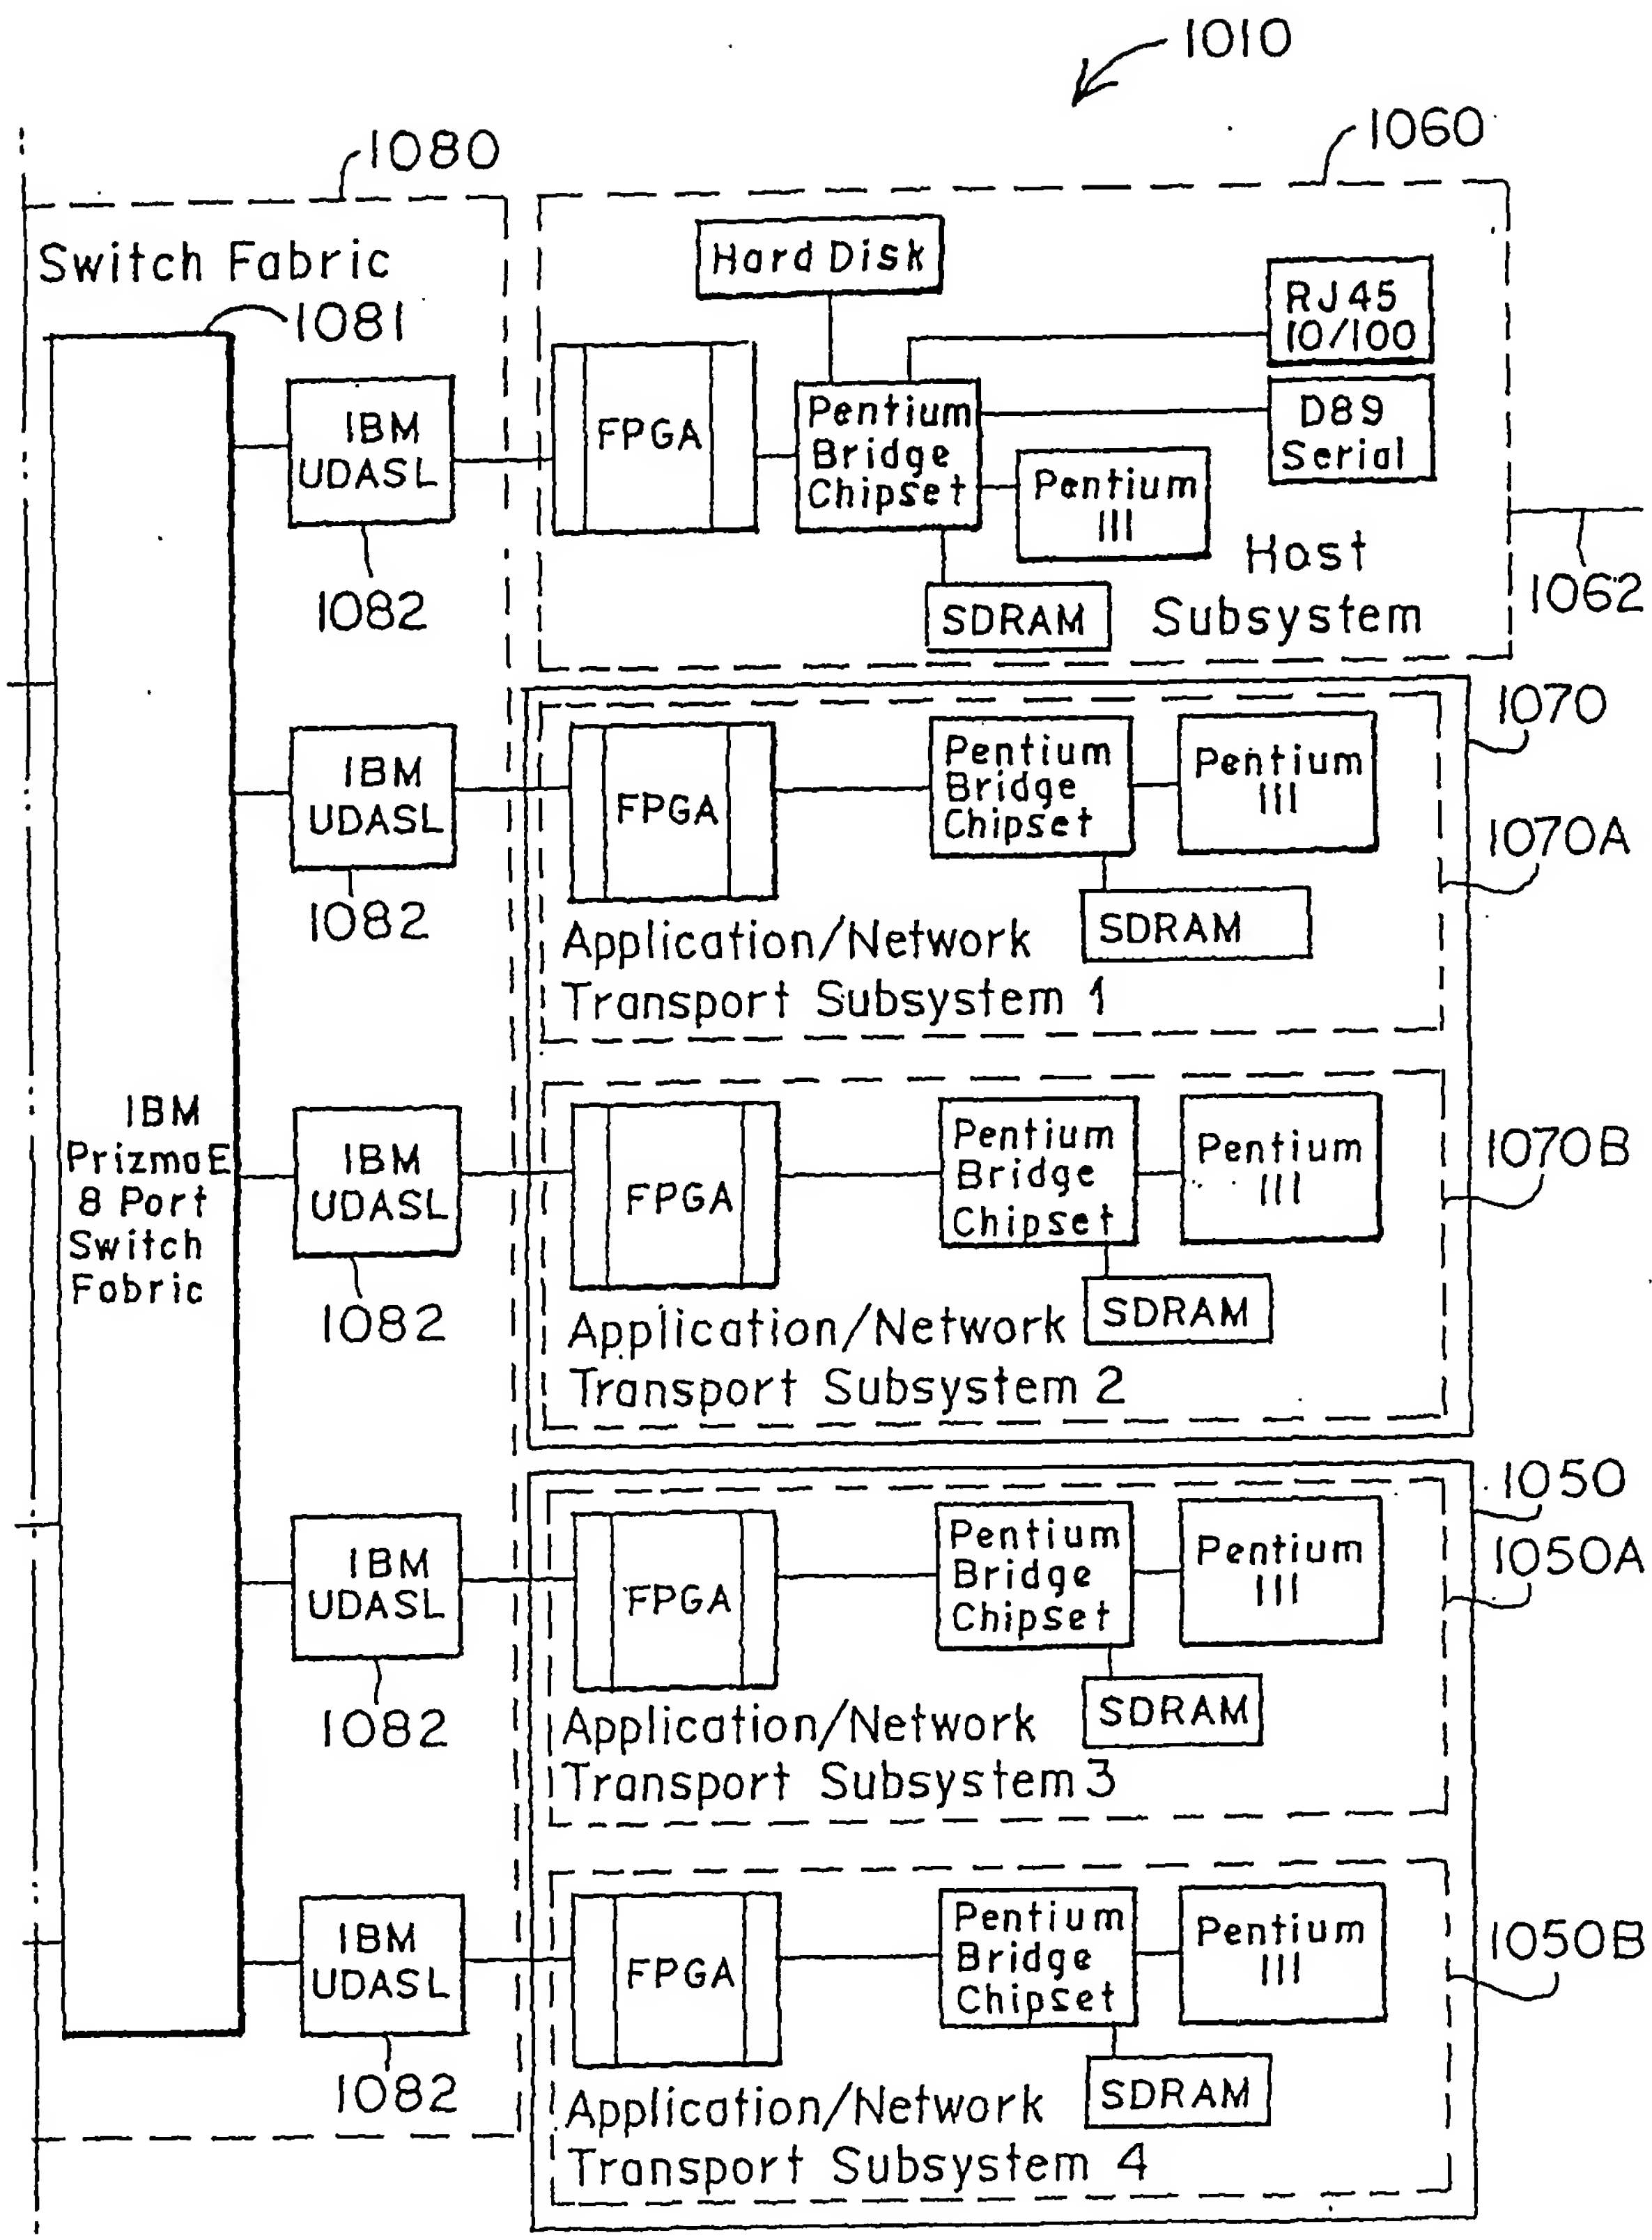 1010
1080
1060
Switch Fabric
1081
Hard Disk
RJ45
10/100
IBM
UDASL
FPGA
Pentium
Bridge
Chipset
D89
Serial
Pentium
III
1082
SDRAM
Host
Subsystem
1062
1070
IBM
UDASL
FPGA
Pentium
Bridge
Chipset
Pentium
III
1070A
1082
SDRAM
Application/Network
Transport Subsystem 1
IBM
PrizmaE
8 Port
Switch
Fabric
IBM
UDASL
FPGA
Pentium
Bridge
Chipset
Pentium
III
1070B
1082
SDRAM
Application/Network
Transport Subsystem 2
1050
IBM
UDASL
FPGA
Pentium
Bridge
Chipset
Pentium
III
1050A
1082
SDRAM
Application/Network
Transport Subsystem 3
IBM
UDASL
FPGA
Pentium
Bridge
Chipset
Pentium
III
1050B
1082
SDRAM
Application/Network
Transport Subsystem 4